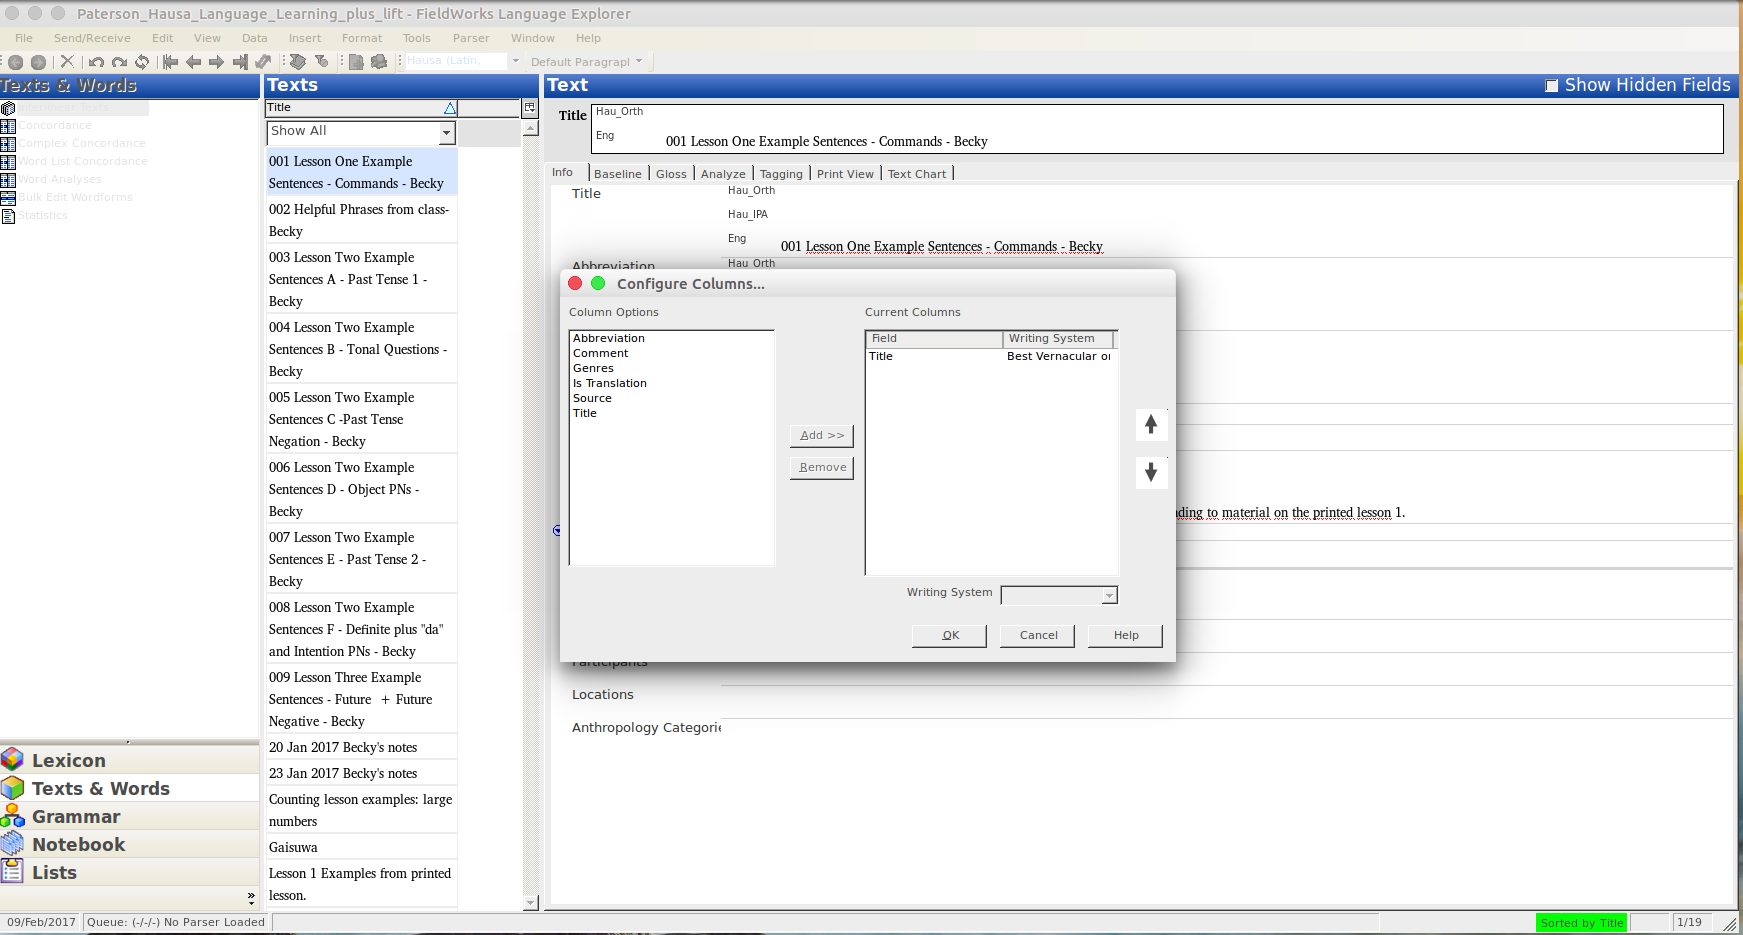 Paterson_Hausa_Language_Learning_plus_lift - FieldWorks Language Explorer
File Send/Receive Edit View Data Insert Format Tools Parser Window Help
Hausa (Latin, Default Paragrapl
Texts & Words
Interlinear Texts
Concordance
Complex Concordance
Word List Concordance
Word Analyses
Bulk Edit Wordforms
Statistics
Lexicon
Texts & Words
Grammar
Notebook
Lists
»
Texts
Title
Show All
001 Lesson One Example
Sentences - Commands - Becky
002 Helpful Phrases from class-
Becky
003 Lesson Two Example
Sentences A - Past Tense 1 -
Becky
004 Lesson Two Example
Sentences B - Tonal Questions -
Becky
005 Lesson Two Example
Sentences C -Past Tense
Negation - Becky
006 Lesson Two Example
Sentences D - Object PNs -
Becky
007 Lesson Two Example
Sentences E - Past Tense 2 -
Becky
008 Lesson Two Example
Sentences F - Definite plus "da"
and Intention PNs - Becky
009 Lesson Three Example
Sentences - Future + Future
Negative - Becky
20 Jan 2017 Becky's notes
23 Jan 2017 Becky's notes
Counting lesson examples: large
numbers
Gaisuwa
Lesson 1 Examples from printed
lesson.
Text
Show Hidden Fields
Title
Hau_Orth
Eng 001 Lesson One Example Sentences - Commands - Becky
Info Baseline Gloss Analyze Tagging Print View Text Chart
Title
Hau_Orth
Hau_IPA
Eng 001 Lesson One Example Sentences - Commands - Becky
Abbreviation
Hau_Orth
ding to material on the printed lesson 1.
Participants
Locations
Anthropology Categorie
Configure Columns...
Column Options
Abbreviation
Comment
Genres
Is Translation
Source
Title
Add >>
Remove
Current Columns
Field Writing System
Title Best Vernacular or
Writing System
OK Cancel Help
09/Feb/2017 Queue: (-/-/-) No Parser Loaded Sorted by Title 1/19